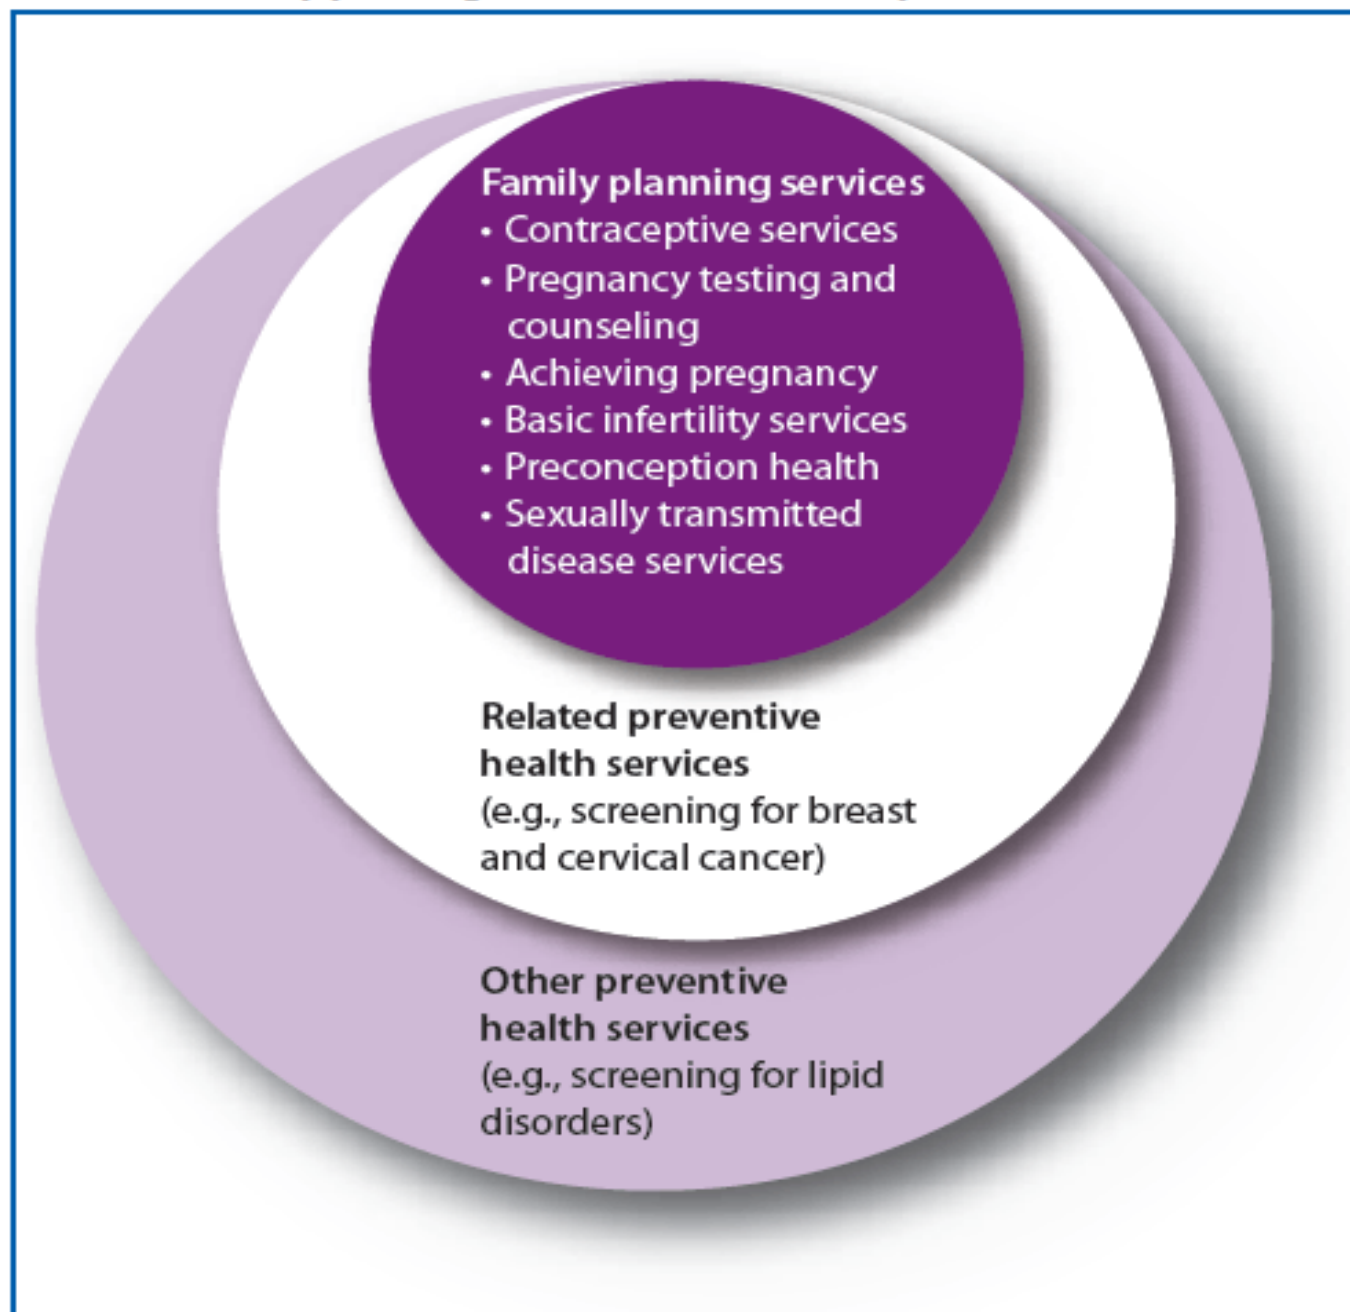 Family planning services
• Contraceptive services
• Pregnancy testing and
counseling
• Achieving pregnancy
• Basic infertility services
• Preconception health
• Sexually transmitted
disease services
Related preventive
health services
(e.g., screening for breast
and cervical cancer)
Other preventive
health services
(e.g., screening for lipid
disorders)